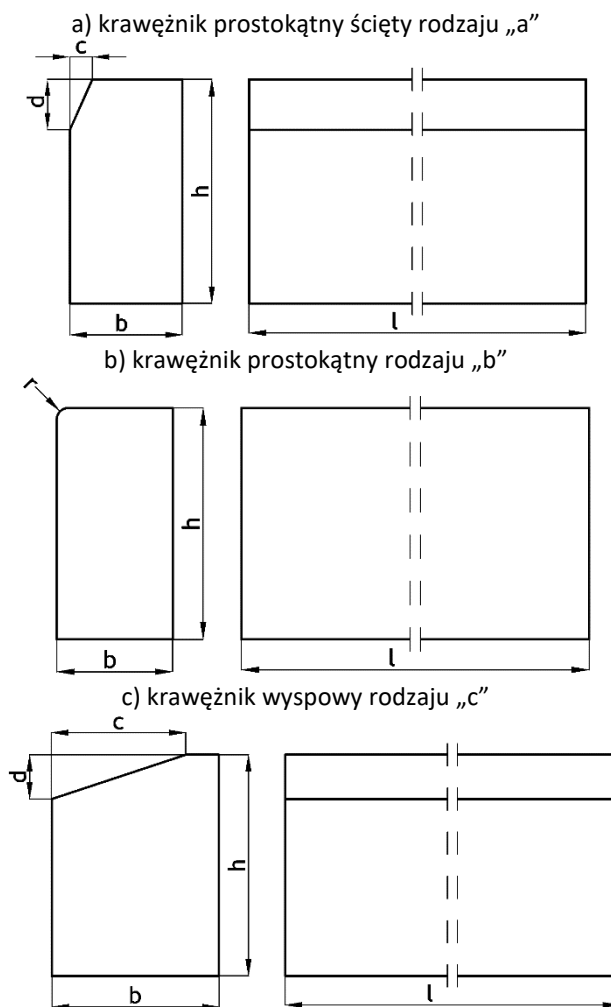 a) krawężnik prostokątny ścięty rodzaju „a”
c
d
h
b
l
b) krawężnik prostokątny rodzaju „b”
r
h
b
l
c) krawężnik wyspowy rodzaju „c”
c
d
h
b
l